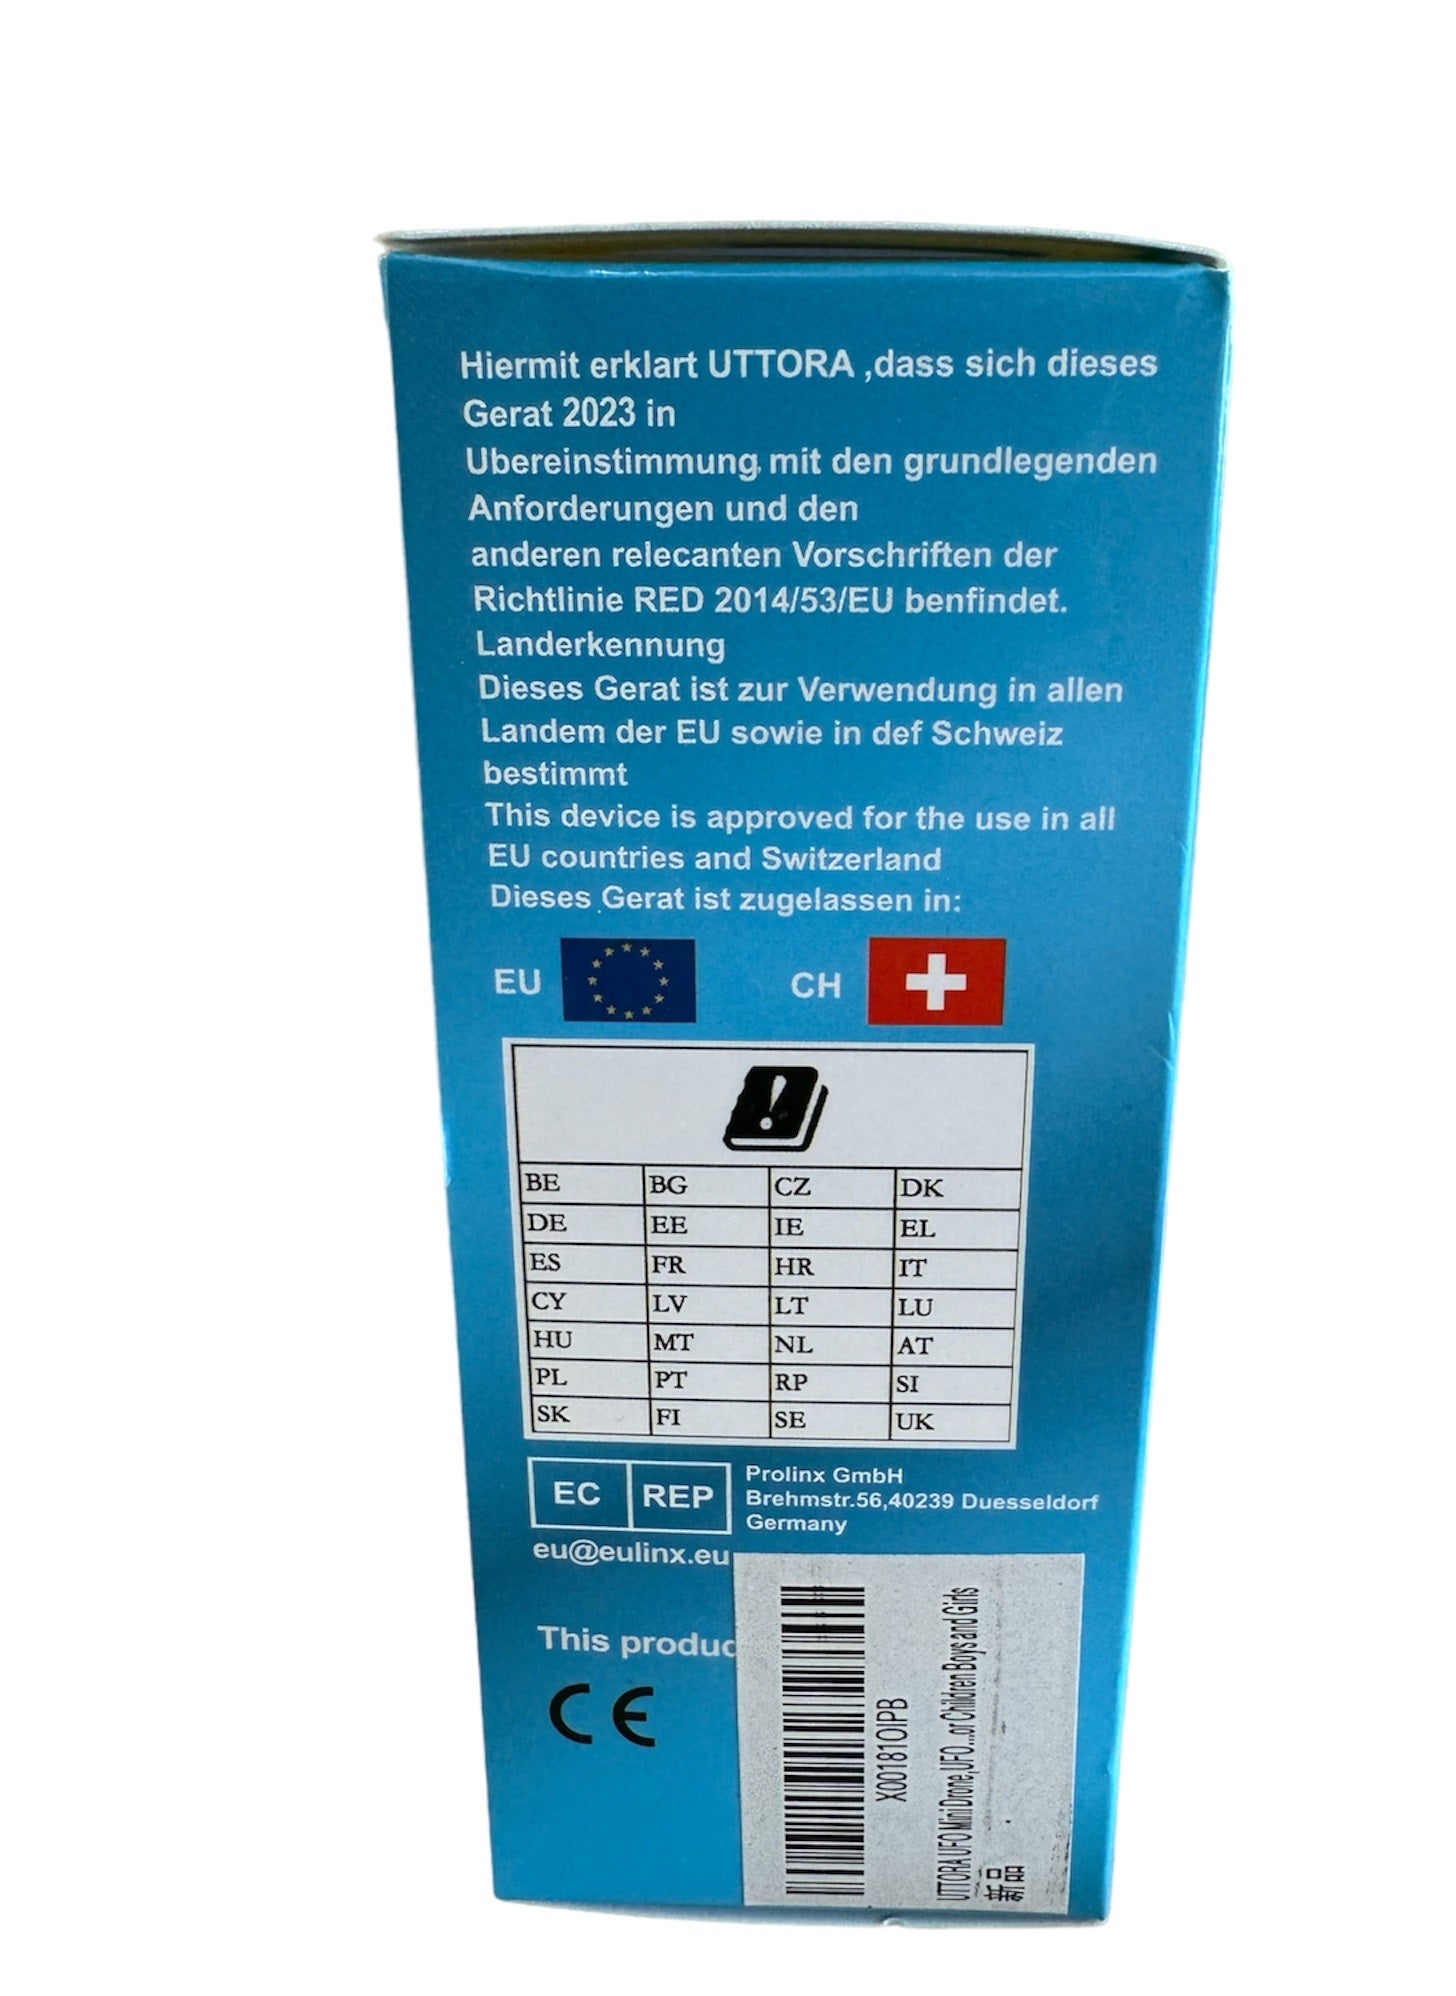 Hiermit erklart UTTORA ,dass sich dieses
Gerat 2023 in
Ubereinstimmung mit den grundlegenden
Anforderungen und den
anderen relecanten Vorschriften der
Richtlinie RED 2014/53/EU benfindet.
Landerkennung
Dieses Gerat ist zur Verwendung in allen
Landem der EU sowie in def Schweiz
bestimmt
This device is approved for the use in all
EU countries and Switzerland
Dieses Gerat ist zugelassen in:
EU CH
BE BG CZ DK
DE EE IE EL
ES FR HR IT
CY LV LT LU
HU MT NL AT
PL PT RP SI
SK FI SE UK
EC REP
Prolinx GmbH
Brehmstr.56,40239 Duesseldorf
Germany
eu@eulinx.eu
This produc
CE
X00181OIPB
UTTORA UFO Mini Drone,UFO...or Children Boys and Girls
新品